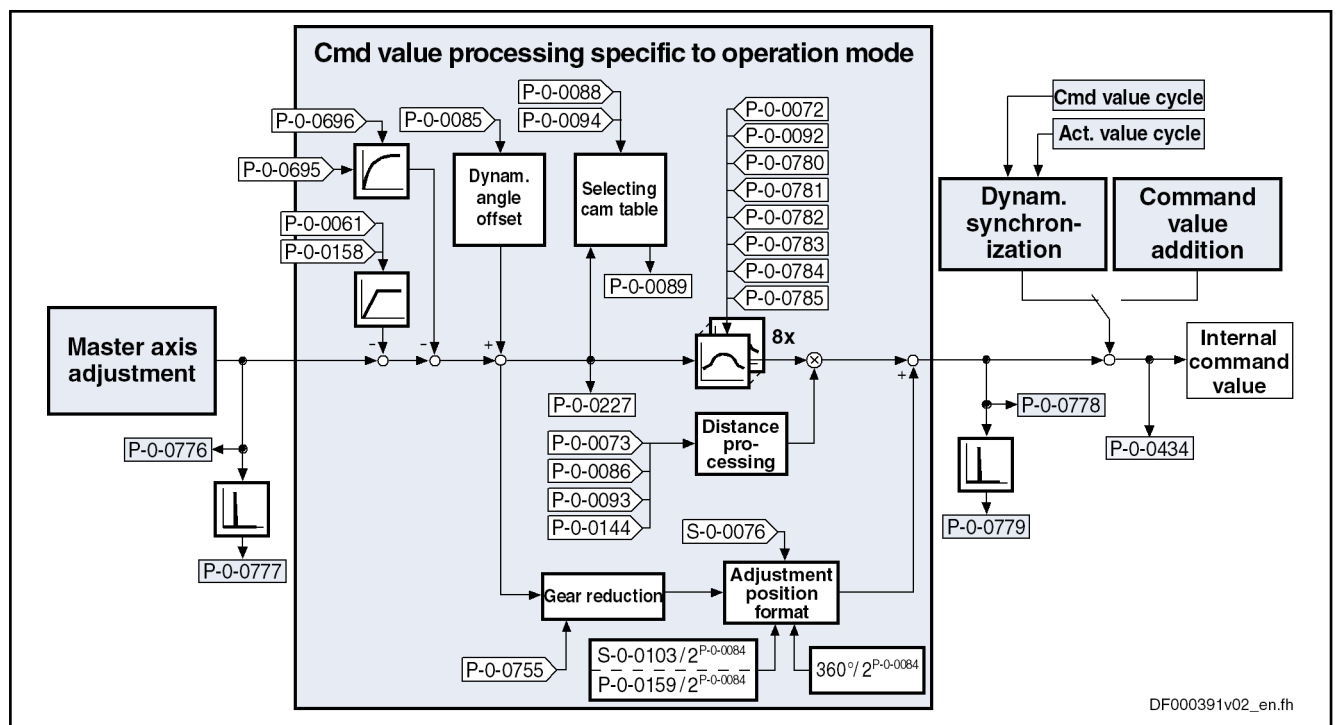 Cmd value processing specific to operation mode
P-0-0696
P-0-0695
P-0-0061
P-0-0158
P-0-0085
Dynam.
angle
offset
P-0-0088
P-0-0094
Selecting
cam table
P-0-0089
P-0-0072
P-0-0092
P-0-0780
P-0-0781
P-0-0782
P-0-0783
P-0-0784
P-0-0785
8x
Cmd value cycle
Act. value cycle
Dynam.
synchron-
ization
Command
value
addition
Master axis
adjustment
- - + +
P-0-0227
P-0-0073
P-0-0086
P-0-0093
P-0-0144
Distance
pro-
cessing
Internal
command
value
P-0-0776
P-0-0777
P-0-0778
P-0-0779
P-0-0434
S-0-0076
Gear reduction
Adjustment
position
format
P-0-0755
S-0-0103/2^P-0-0084
P-0-0159/2^P-0-0084
360°/2^P-0-0084
DF000391v02_en.fh